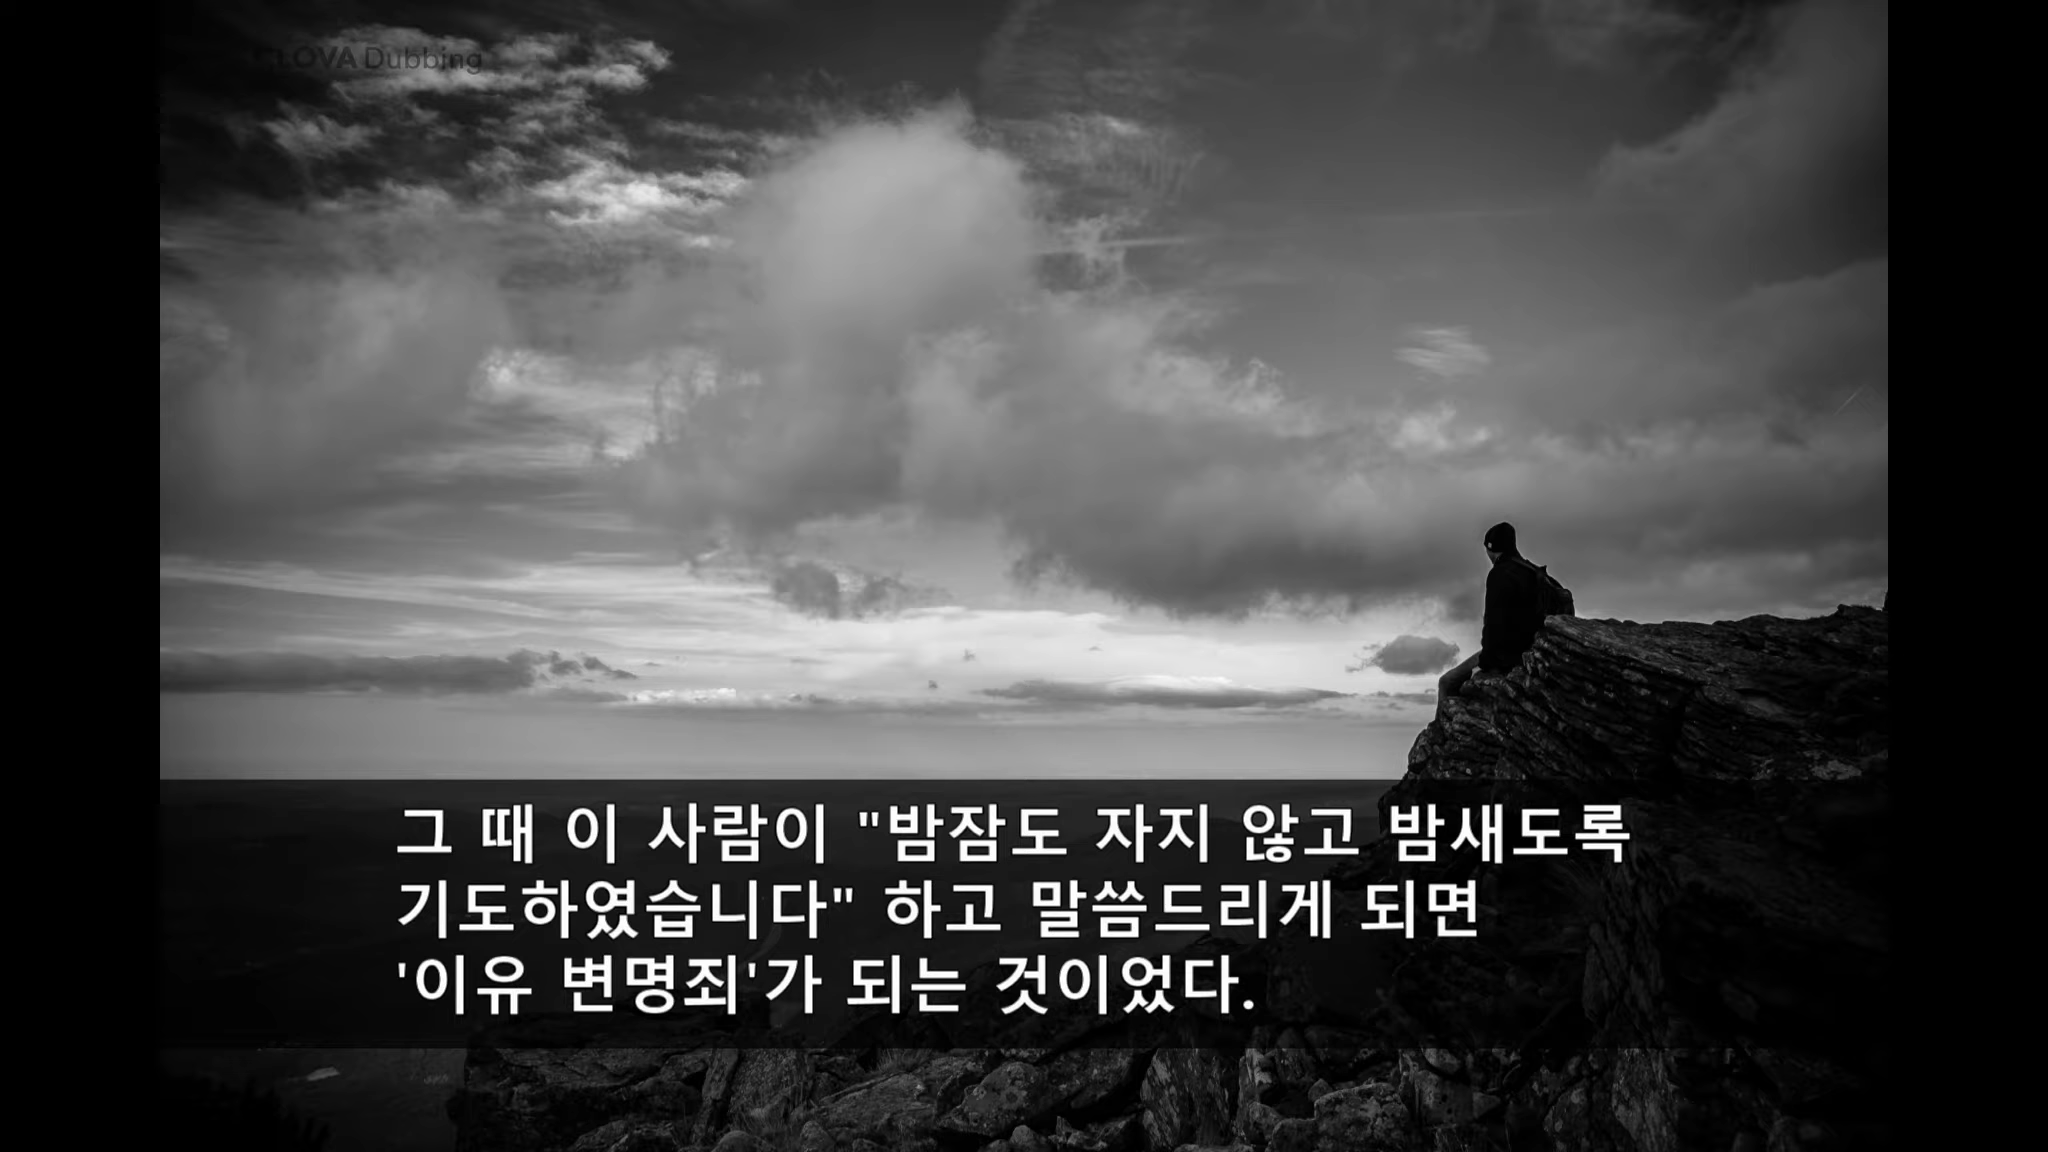 CLOVA Dubbing
그 때 이 사람이 "밤잠도 자지 않고 밤새도록
기도하였습니다" 하고 말씀드리게 되면
'이유 변명죄'가 되는 것이었다.